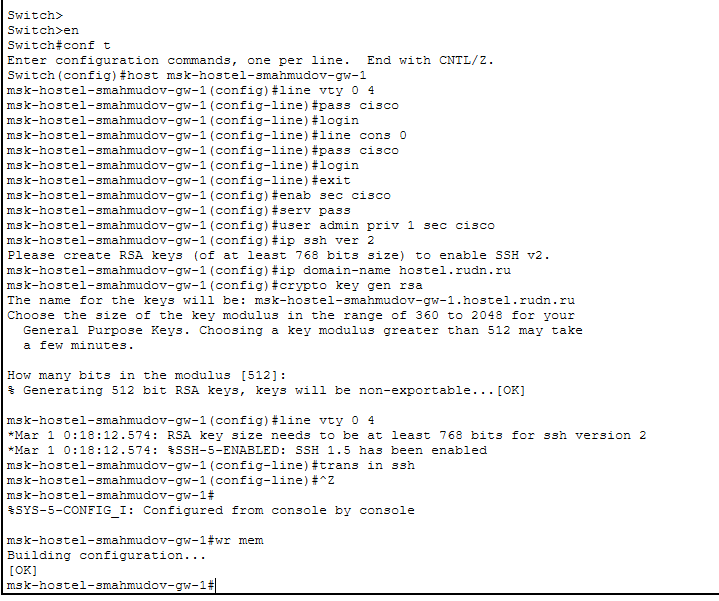 Switch>
Switch>en
Switch#conf t
Enter configuration commands, one per line.  End with CNTL/Z.
Switch(config)#host msk-hostel-smahmudov-gw-1
msk-hostel-smahmudov-gw-1(config)#line vty 0 4
msk-hostel-smahmudov-gw-1(config-line)#pass cisco
msk-hostel-smahmudov-gw-1(config-line)#login
msk-hostel-smahmudov-gw-1(config-line)#line cons 0
msk-hostel-smahmudov-gw-1(config-line)#pass cisco
msk-hostel-smahmudov-gw-1(config-line)#login
msk-hostel-smahmudov-gw-1(config-line)#exit
msk-hostel-smahmudov-gw-1(config)#enab sec cisco
msk-hostel-smahmudov-gw-1(config)#serv pass
msk-hostel-smahmudov-gw-1(config)#user admin priv 1 sec cisco
msk-hostel-smahmudov-gw-1(config)#ip ssh ver 2
Please create RSA keys (of at least 768 bits size) to enable SSH v2.
msk-hostel-smahmudov-gw-1(config)#ip domain-name hostel.rudn.ru
msk-hostel-smahmudov-gw-1(config)#crypto key gen rsa
The name for the keys will be: msk-hostel-smahmudov-gw-1.hostel.rudn.ru
Choose the size of the key modulus in the range of 360 to 2048 for your
  General Purpose Keys. Choosing a key modulus greater than 512 may take
  a few minutes.

How many bits in the modulus [512]:
% Generating 512 bit RSA keys, keys will be non-exportable...[OK]

msk-hostel-smahmudov-gw-1(config)#line vty 0 4
*Mar 1 0:18:12.574: RSA key size needs to be at least 768 bits for ssh version 2
*Mar 1 0:18:12.574: %SSH-5-ENABLED: SSH 1.5 has been enabled
msk-hostel-smahmudov-gw-1(config-line)#trans in ssh
msk-hostel-smahmudov-gw-1(config-line)#^Z
msk-hostel-smahmudov-gw-1#
%SYS-5-CONFIG_I: Configured from console by console

msk-hostel-smahmudov-gw-1#wr mem
Building configuration...
[OK]
msk-hostel-smahmudov-gw-1#